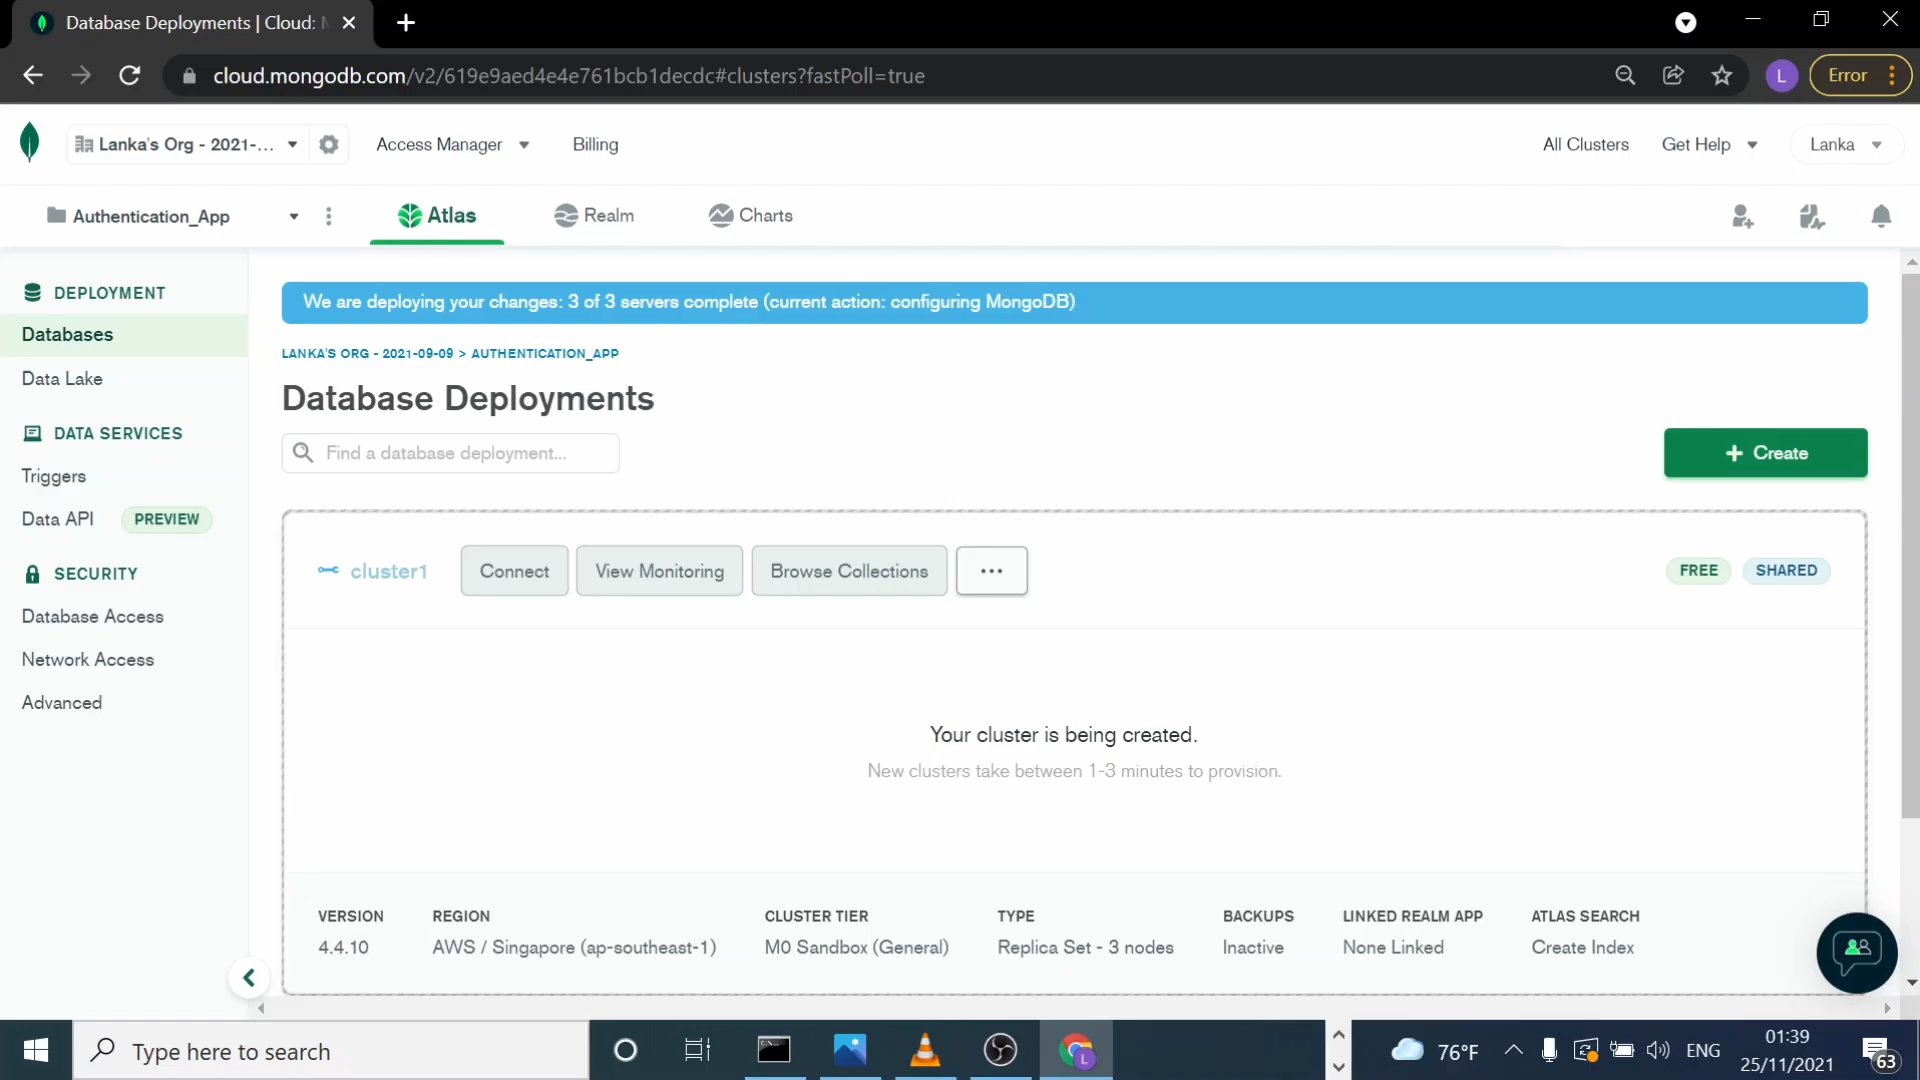 Database Deployments | Cloud: M
cloud.mongodb.com/v2/619e9aed4e4e761bcb1decdc#clusters?fastPoll=true
L
Error
Lanka's Org - 2021-...
Access Manager
Billing
All Clusters
Get Help
Lanka
Authentication_App
Atlas
Realm
Charts
DEPLOYMENT
Databases
Data Lake
DATA SERVICES
Triggers
Data API PREVIEW
SECURITY
Database Access
Network Access
Advanced
We are deploying your changes: 3 of 3 servers complete (current action: configuring MongoDB)
LANKA'S ORG - 2021-09-09 > AUTHENTICATION_APP
Database Deployments
Find a database deployment...
+ Create
cluster1
Connect
View Monitoring
Browse Collections
...
FREE
SHARED
Your cluster is being created.
New clusters take between 1-3 minutes to provision.
VERSION REGION CLUSTER TIER TYPE BACKUPS LINKED REALM APP ATLAS SEARCH
4.4.10 AWS / Singapore (ap-southeast-1) M0 Sandbox (General) Replica Set - 3 nodes Inactive None Linked Create Index
Type here to search
L
76°F
ENG
01:39
25/11/2021
63